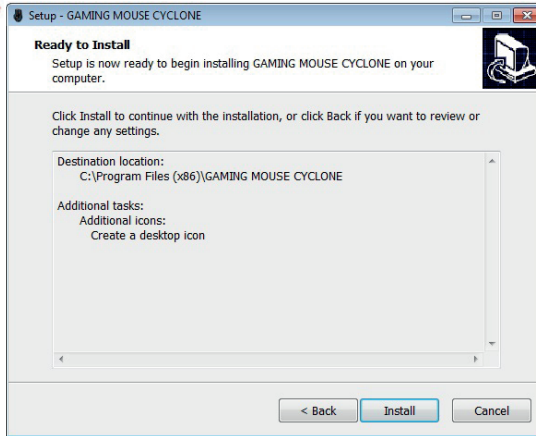 Setup - GAMING MOUSE CYCLONE
Ready to Install
Setup is now ready to begin installing GAMING MOUSE CYCLONE on your
computer.
Click Install to continue with the installation, or click Back if you want to review or
change any settings.
Destination location:
C:\Program Files (x86)\GAMING MOUSE CYCLONE
Additional tasks:
Additional icons:
Create a desktop icon
< Back Install Cancel